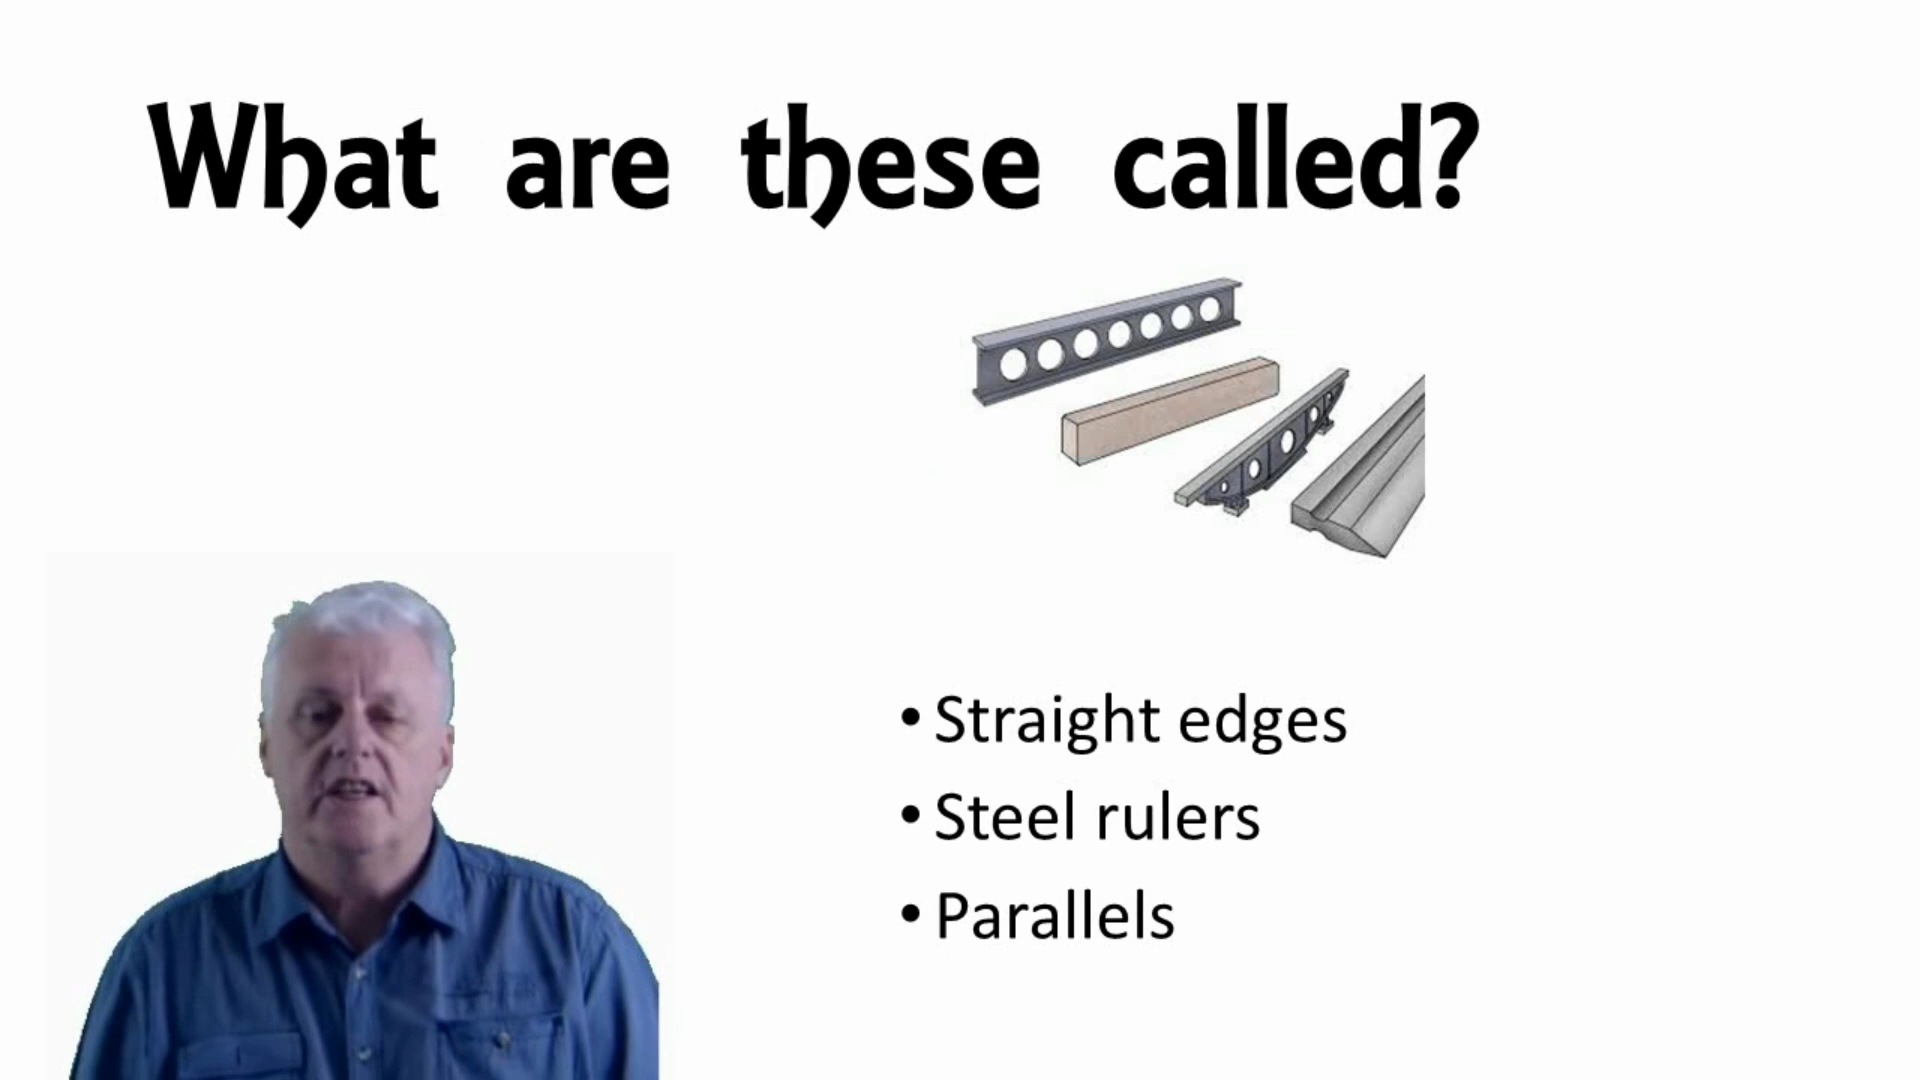 What are these called?
• Straight edges
• Steel rulers
• Parallels